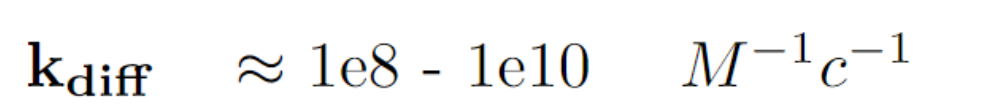 k_diff ≈ 1e8 - 1e10 M⁻¹c⁻¹